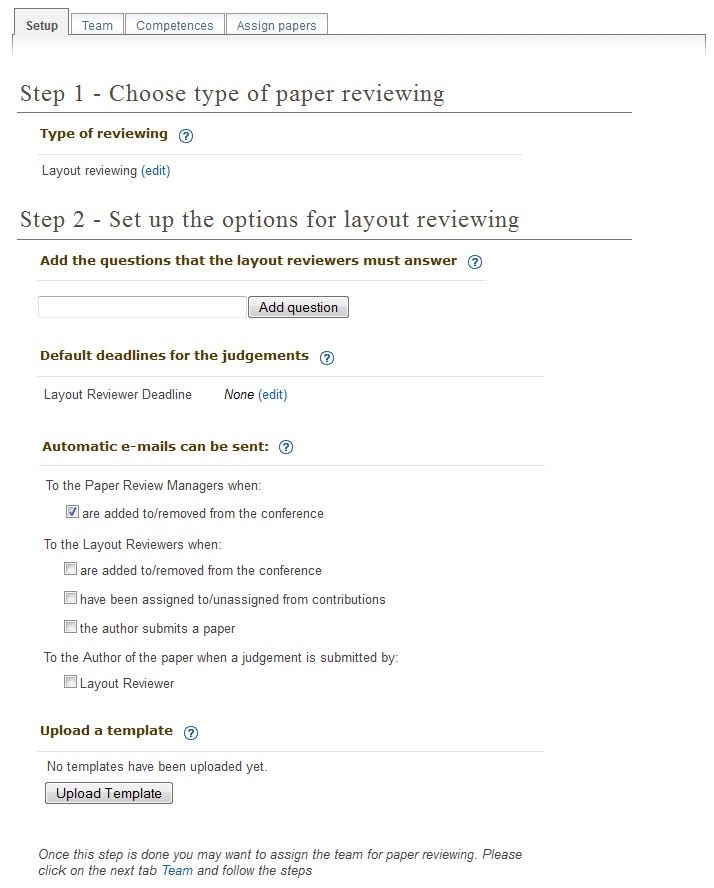 Setup Team Competences Assign papers
Step 1 - Choose type of paper reviewing
Type of reviewing ?
Layout reviewing (edit)
Step 2 - Set up the options for layout reviewing
Add the questions that the layout reviewers must answer ?
Add question
Default deadlines for the judgements ?
Layout Reviewer Deadline None (edit)
Automatic e-mails can be sent: ?
To the Paper Review Managers when:
are added to/removed from the conference
To the Layout Reviewers when:
are added to/removed from the conference
have been assigned to/unassigned from contributions
the author submits a paper
To the Author of the paper when a judgement is submitted by:
Layout Reviewer
Upload a template ?
No templates have been uploaded yet.
Upload Template
Once this step is done you may want to assign the team for paper reviewing. Please
click on the next tab Team and follow the steps